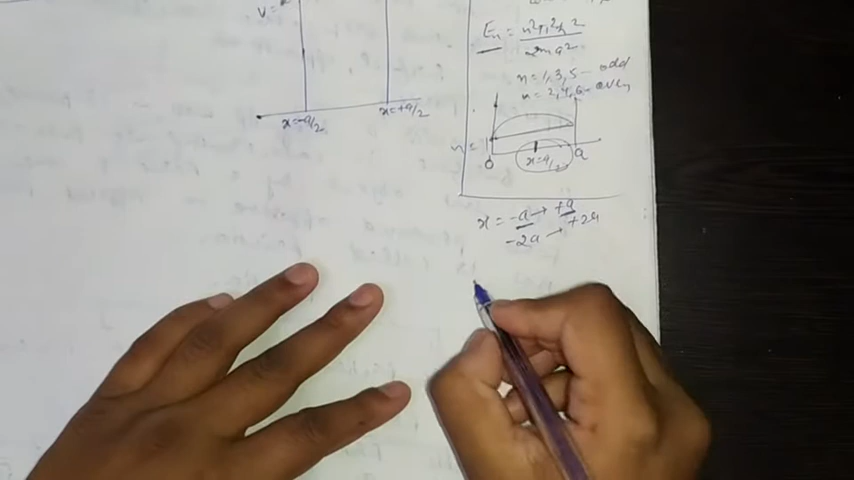 V=
x=-a/2 x=+a/2
Eₙ = n²π²ħ²
2ma²
n=1,3,5 - odd
n=2,4,6 - even
n=1
0 x=a/2 a
x = -a → +a
-2a → +2a